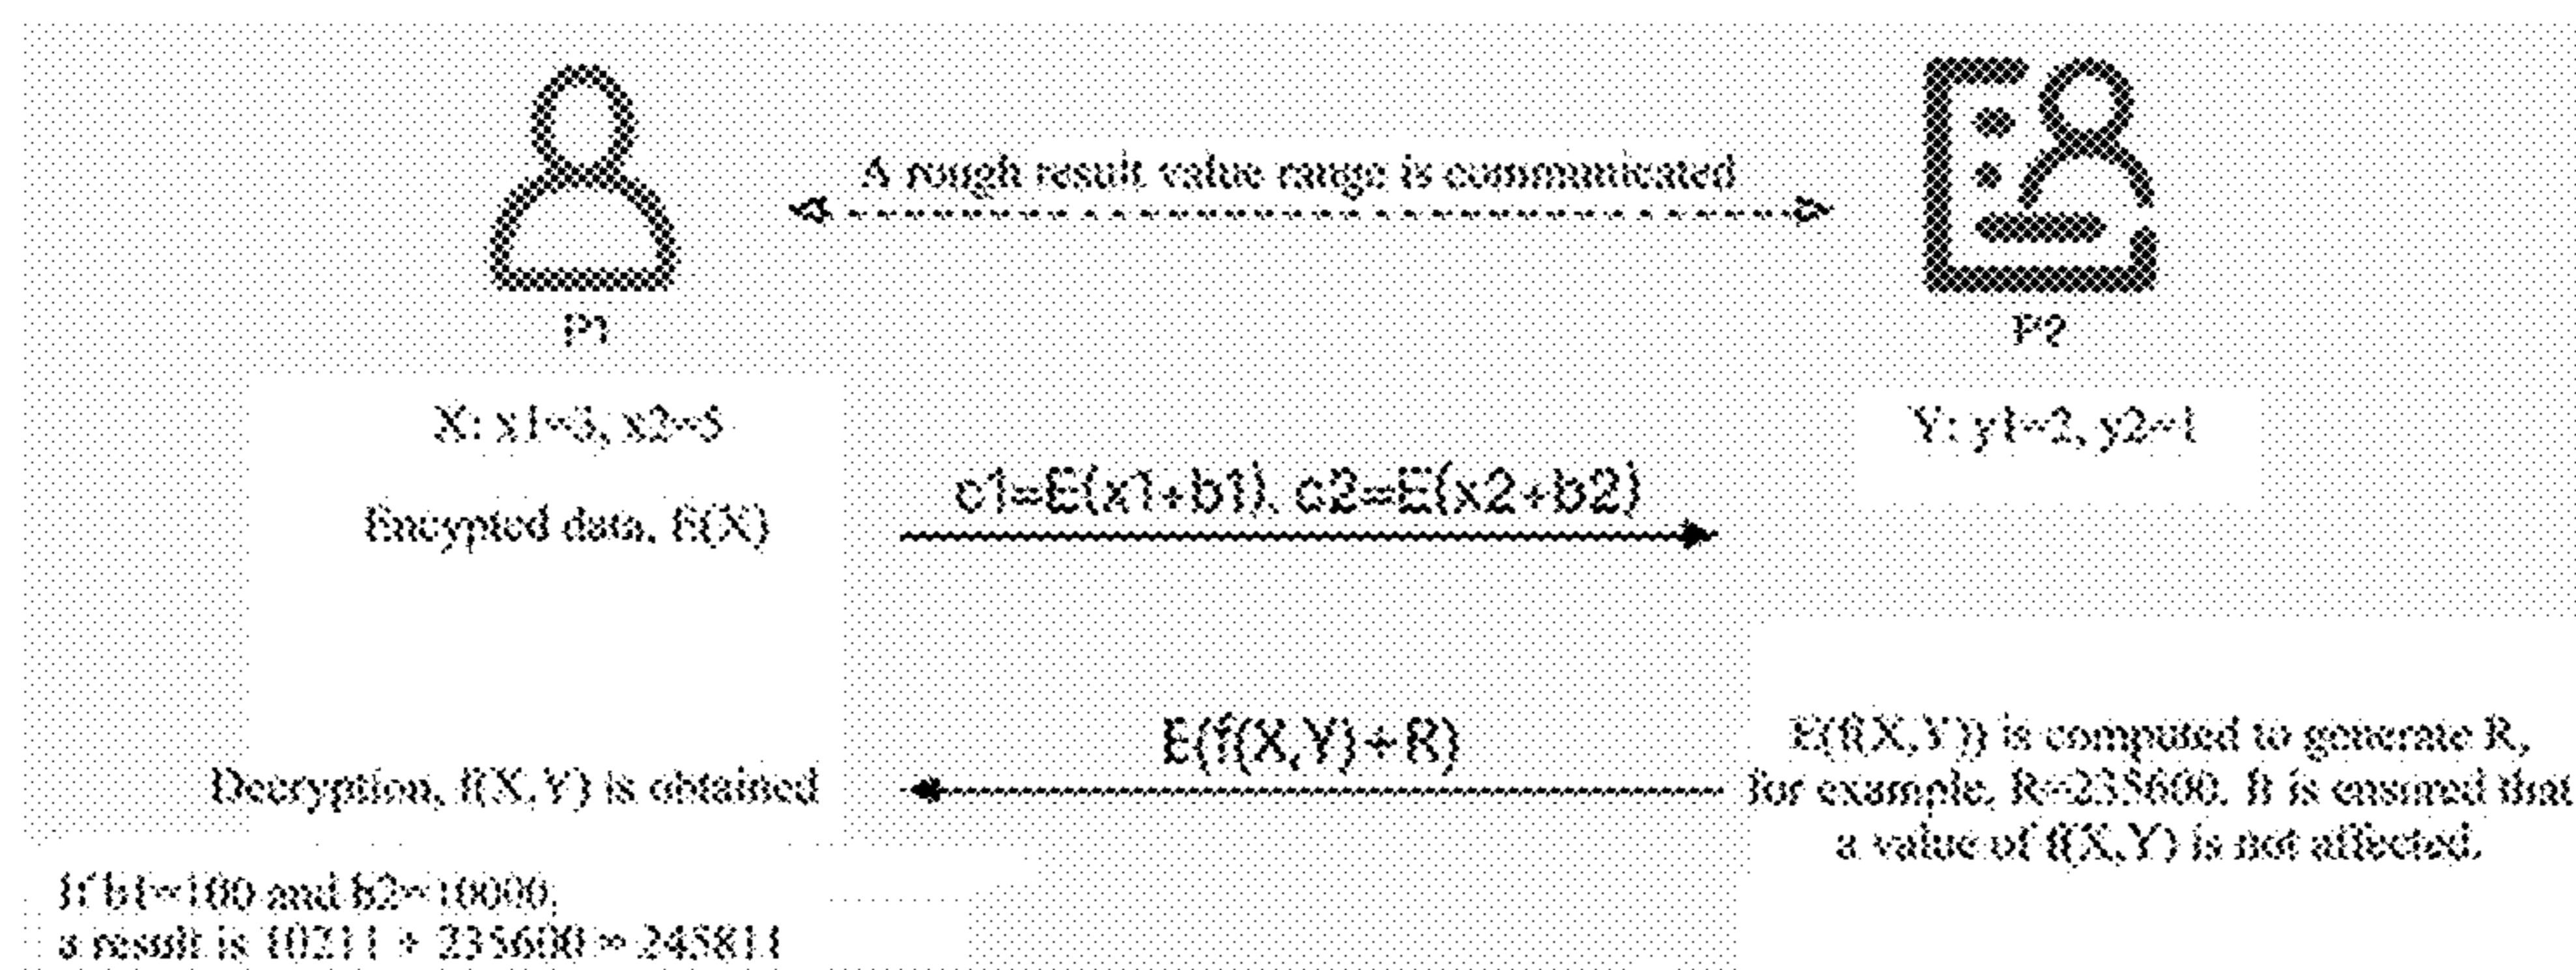 A rough result value range is communicated
P1
P2
X: x1=3, x2=5
Y: y1=2, y2=1
c1=E(x1+b1), c2=E(x2+b2)
Encypted data, E(X)
E(f(X,Y)+R)
E(f(X,Y)) is computed to generate R,
for example, R=235600. It is ensured that
a value of f(X,Y) is not affected.
Decryption, f(X,Y) is obtained
If b1=100 and b2=10000,
a result is 10211 + 235600 = 245811